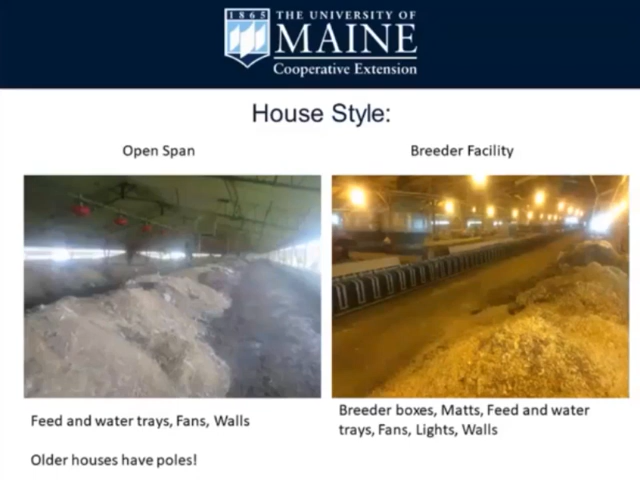 1865
THE UNIVERSITY OF
MAINE
Cooperative Extension
House Style:
Open Span
Breeder Facility
Feed and water trays, Fans, Walls
Older houses have poles!
Breeder boxes, Matts, Feed and water
trays, Fans, Lights, Walls